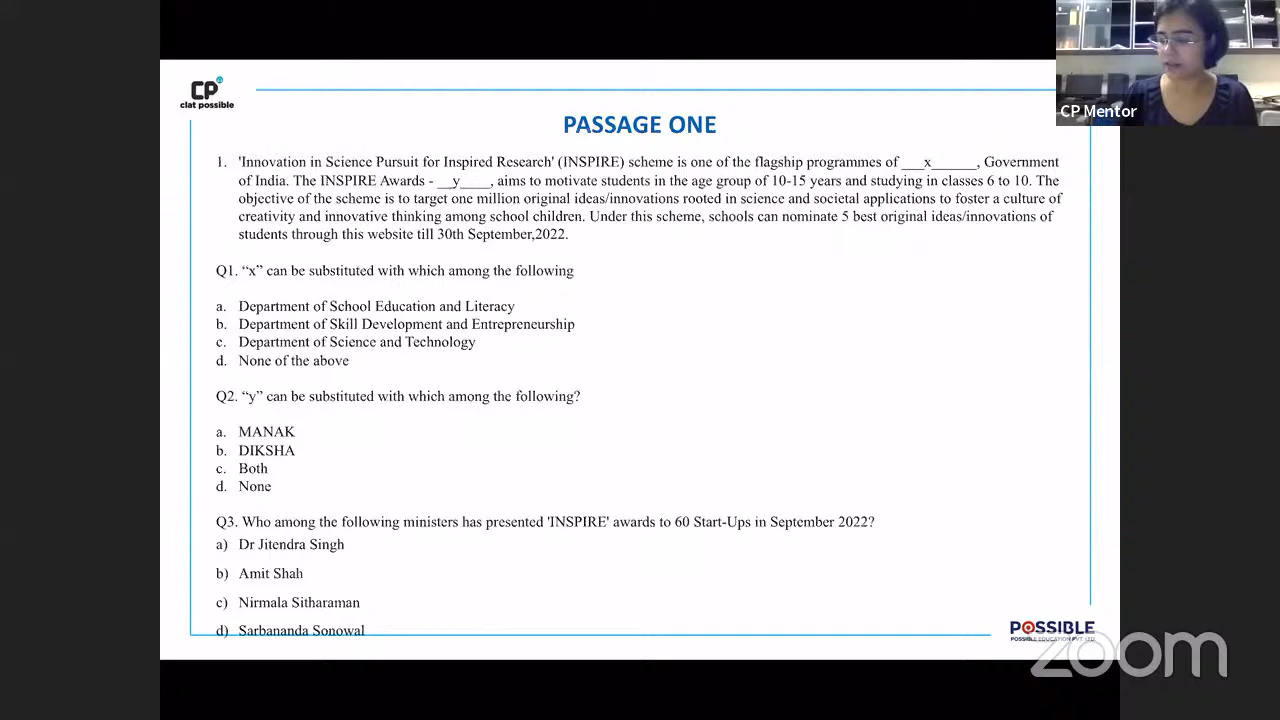 CP
clat possible
CP Mentor
PASSAGE ONE
1. 'Innovation in Science Pursuit for Inspired Research' (INSPIRE) scheme is one of the flagship programmes of ___x______, Government
of India. The INSPIRE Awards - __y____, aims to motivate students in the age group of 10-15 years and studying in classes 6 to 10. The
objective of the scheme is to target one million original ideas/innovations rooted in science and societal applications to foster a culture of
creativity and innovative thinking among school children. Under this scheme, schools can nominate 5 best original ideas/innovations of
students through this website till 30th September,2022.
Q1. “x” can be substituted with which among the following
a. Department of School Education and Literacy
b. Department of Skill Development and Entrepreneurship
c. Department of Science and Technology
d. None of the above
Q2. “y” can be substituted with which among the following?
a. MANAK
b. DIKSHA
c. Both
d. None
Q3. Who among the following ministers has presented 'INSPIRE' awards to 60 Start-Ups in September 2022?
a) Dr Jitendra Singh
b) Amit Shah
c) Nirmala Sitharaman
d) Sarbananda Sonowal
POSSIBLE
POSSIBLE EDUCATION PVT. LTD.
zoom